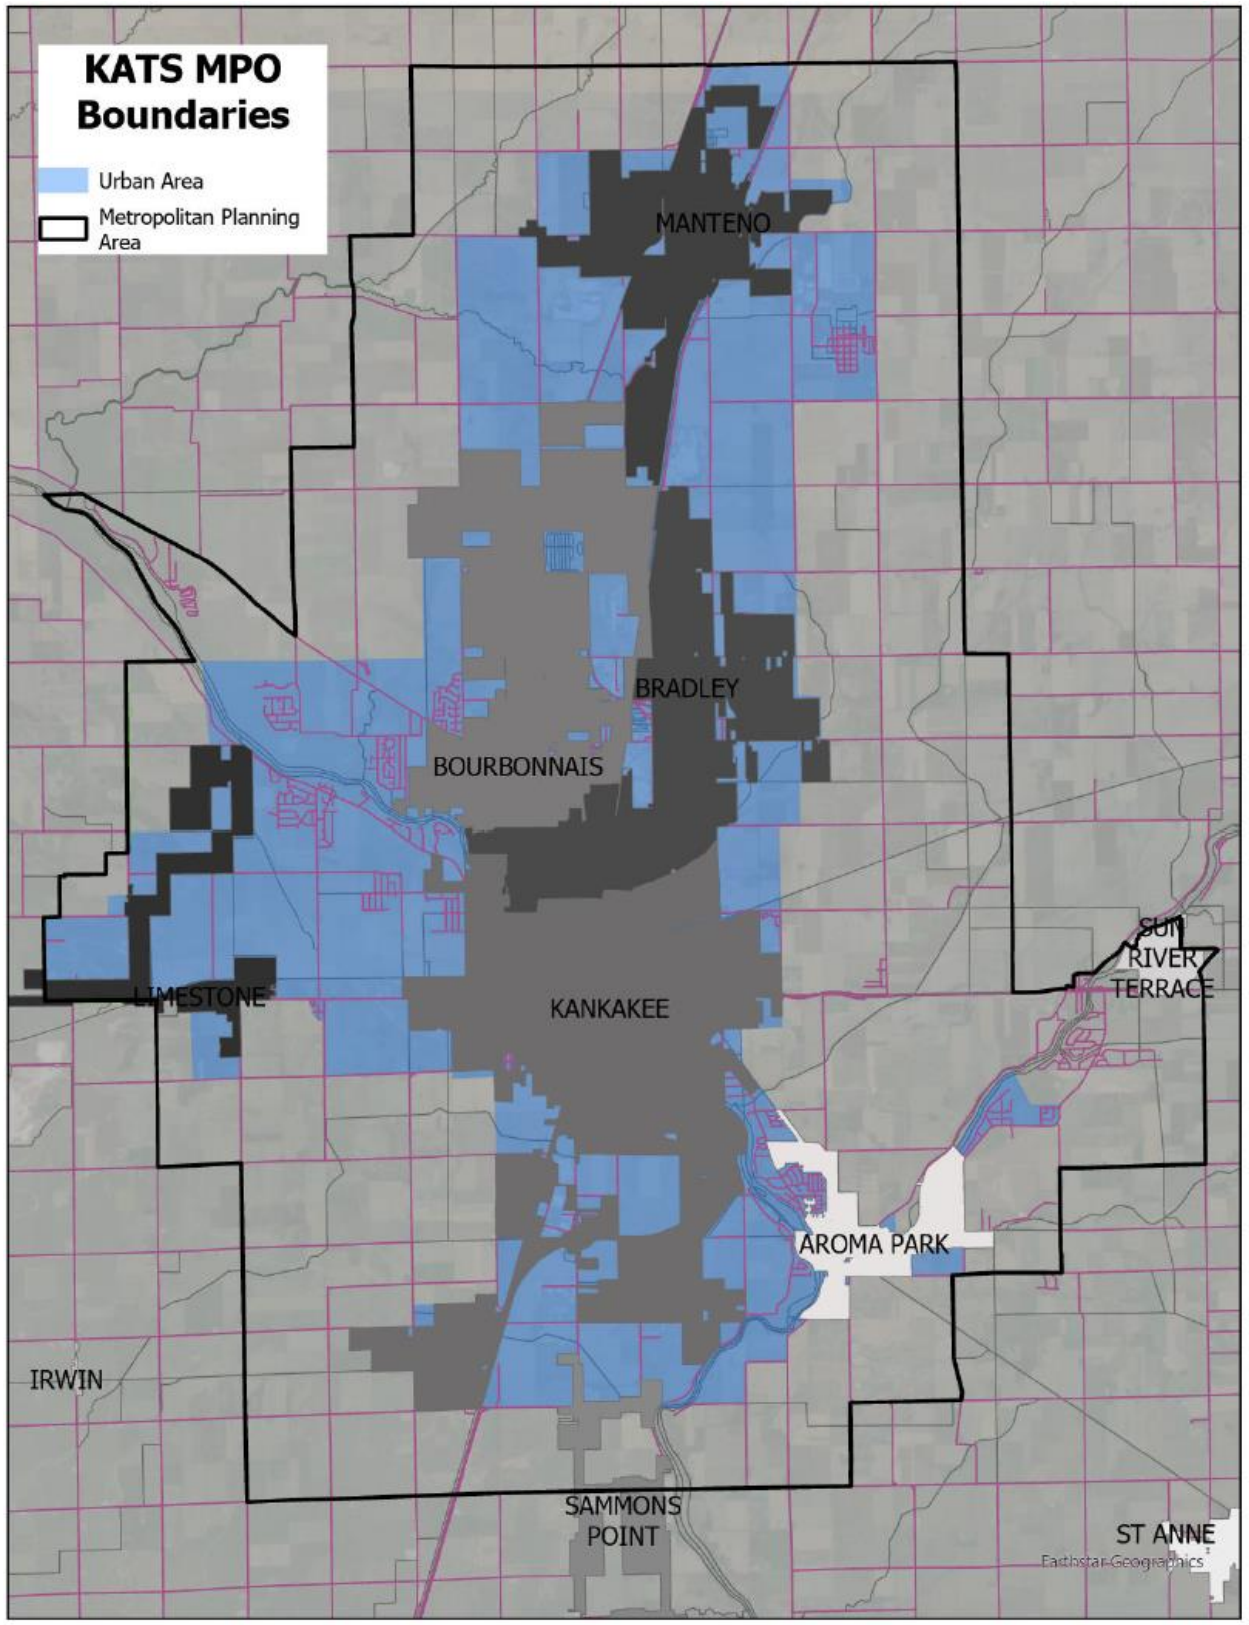 KATS MPO
Boundaries
Urban Area
Metropolitan Planning
Area
MANTENO
BRADLEY
BOURBONNAIS
SUN
RIVER
TERRACE
LIMESTONE
KANKAKEE
AROMA PARK
IRWIN
SAMMONS
POINT
ST ANNE
Earthstar Geographics